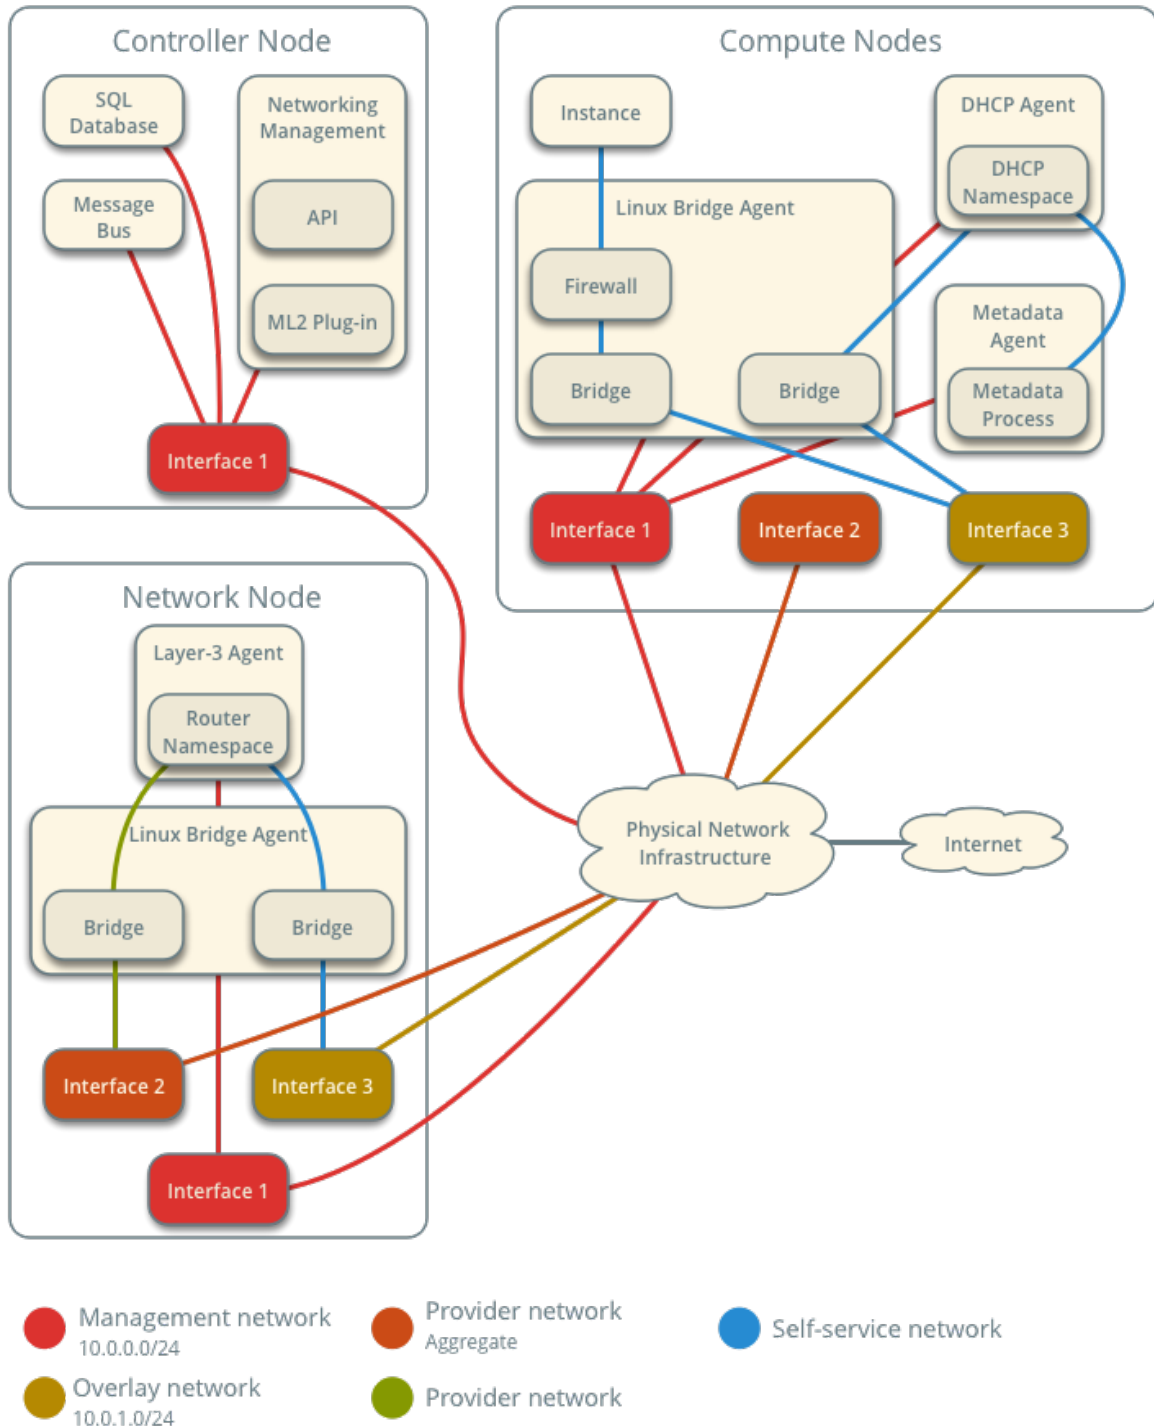 Controller Node
SQL
Database
Networking
Management
Message
Bus
API
ML2 Plug-in
Interface 1
Compute Nodes
Instance
DHCP Agent
DHCP
Namespace
Linux Bridge Agent
Firewall
Metadata
Agent
Bridge
Bridge
Metadata
Process
Interface 1
Interface 2
Interface 3
Network Node
Layer-3 Agent
Router
Namespace
Linux Bridge Agent
Bridge
Bridge
Interface 2
Interface 3
Interface 1
Physical Network
Infrastructure
Internet
Management network
10.0.0.0/24
Provider network
Aggregate
Self-service network
Overlay network
10.0.1.0/24
Provider network